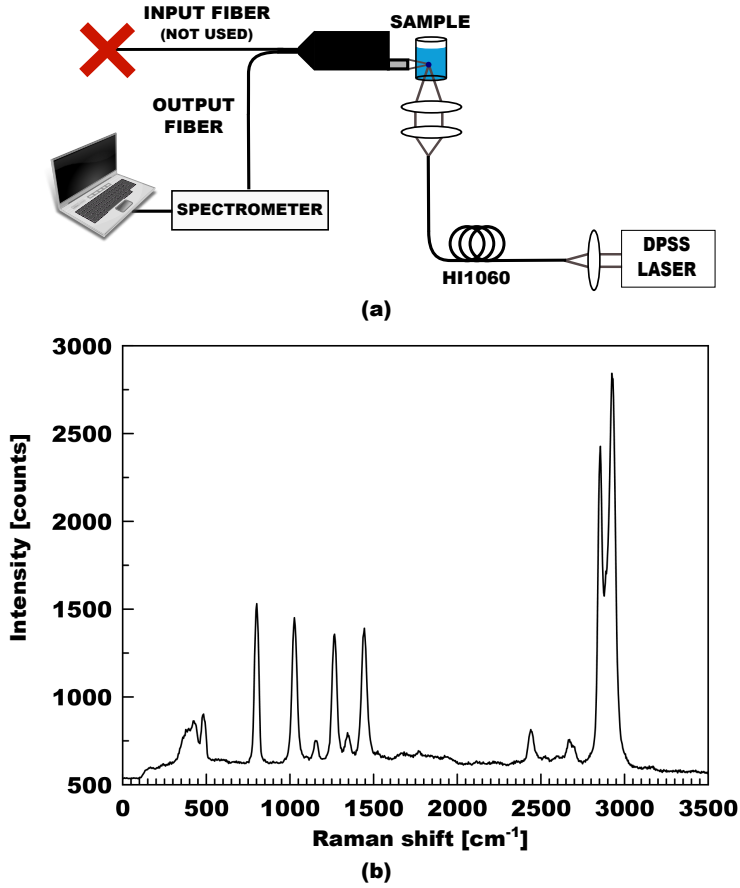 INPUT FIBER
(NOT USED)
SAMPLE
OUTPUT
FIBER
SPECTROMETER
HI1060
DPSS
LASER
(a)
3000
2500
2000
1500
1000
500
Intensity [counts]
0 500 1000 1500 2000 2500 3000 3500
Raman shift [cm⁻¹]
(b)